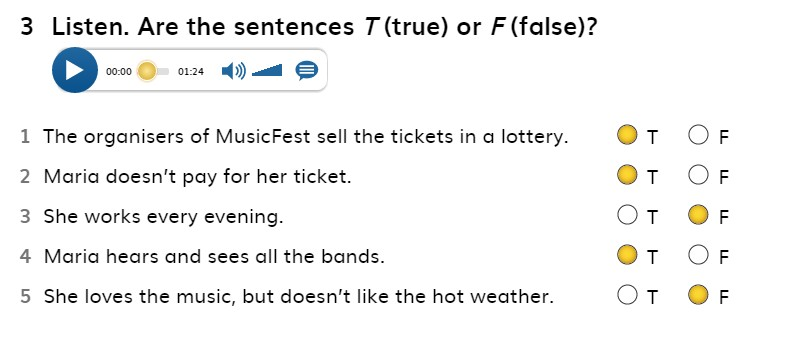 3 Listen. Are the sentences T (true) or F (false)?
00:00 01:24
1 The organisers of MusicFest sell the tickets in a lottery. T F
2 Maria doesn't pay for her ticket. T F
3 She works every evening. T F
4 Maria hears and sees all the bands. T F
5 She loves the music, but doesn't like the hot weather. T F